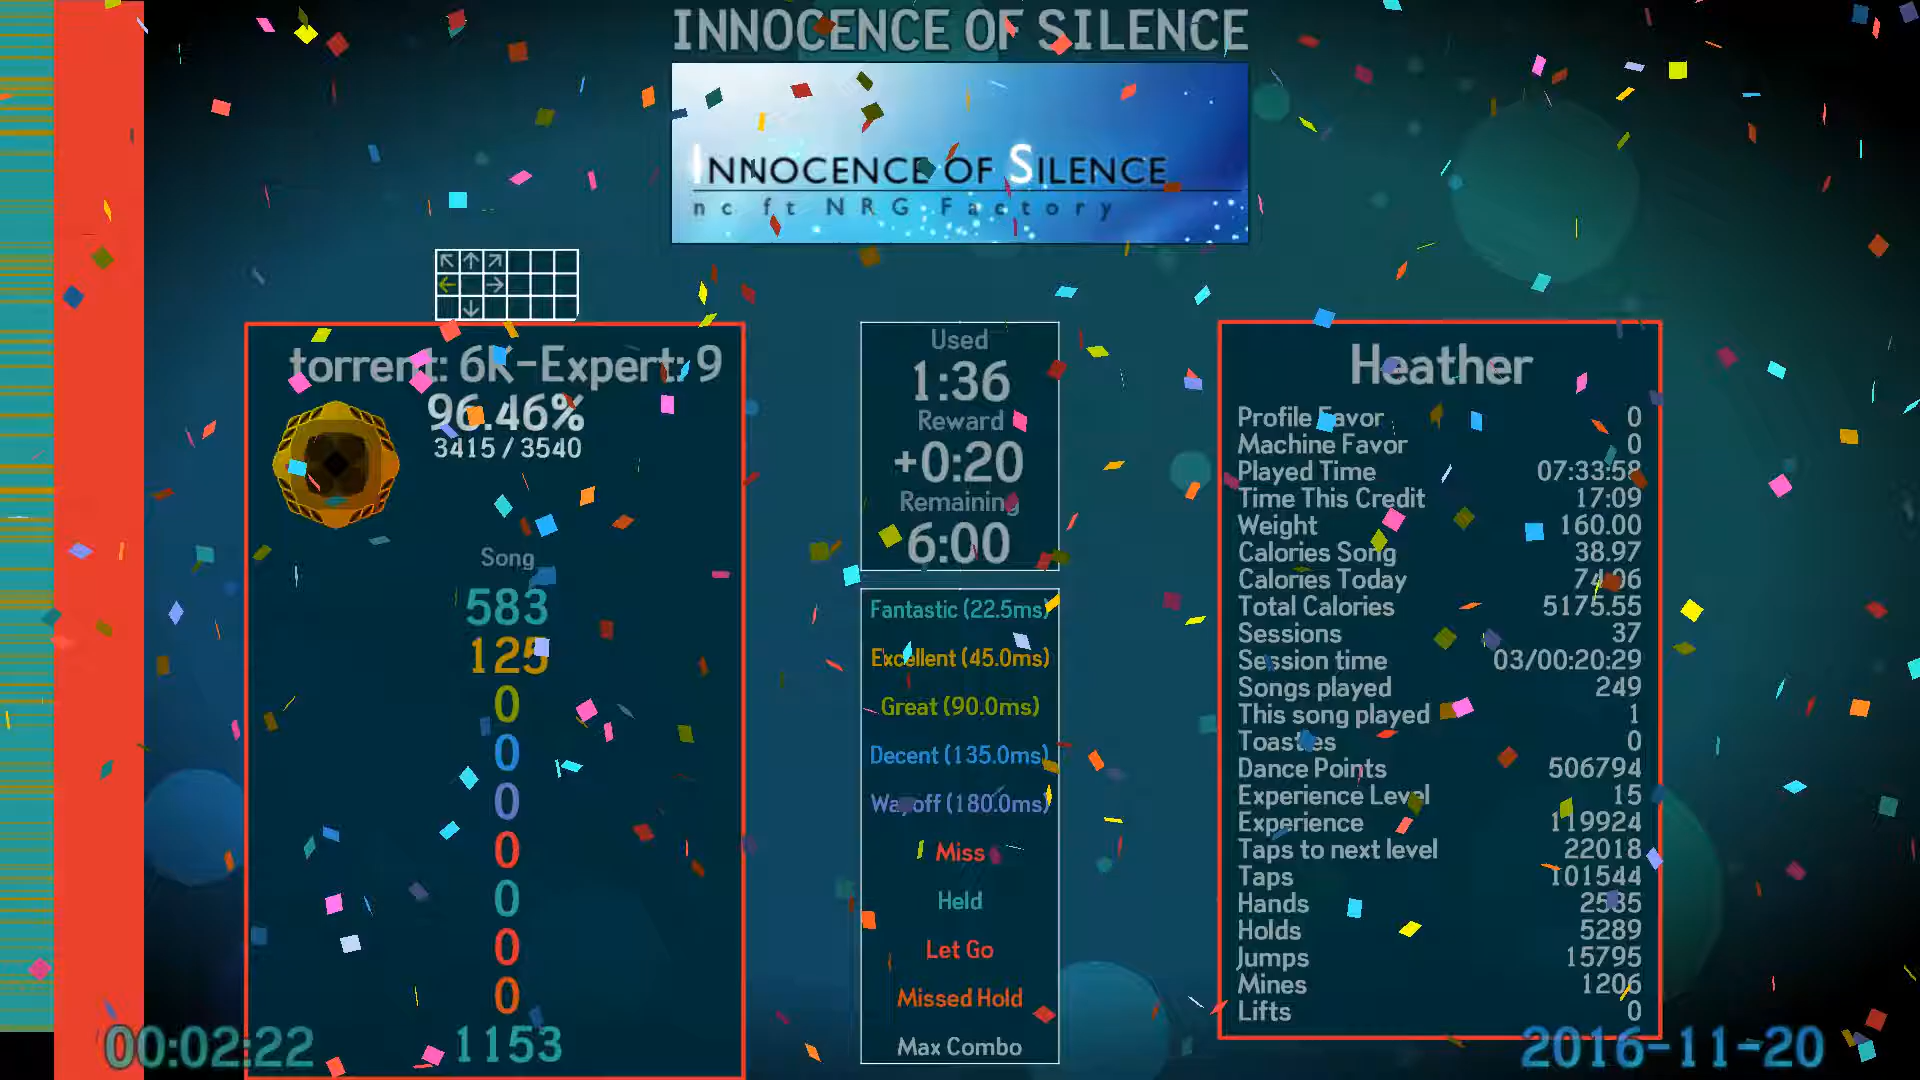 INNOCENCE OF SILENCE
INNOCENCE OF SILENCE
nc ft NRG Factory
torrent: 6K-Expert: 9
96.46%
3415 / 3540
Song
583
125
0
0
0
0
0
0
0
1153
00:02:22
Used
1:36
Reward
+0:20
Remaining
6:00
Fantastic (22.5ms)
Excellent (45.0ms)
Great (90.0ms)
Decent (135.0ms)
Wayoff (180.0ms)
Miss
Held
Let Go
Missed Hold
Max Combo
Heather
Profile Favor 0
Machine Favor 0
Played Time 07:33:58
Time This Credit 17:09
Weight 160.00
Calories Song 38.97
Calories Today 74.06
Total Calories 5175.55
Sessions 37
Session time 03/00:20:29
Songs played 249
This song played 1
Toasties 0
Dance Points 506794
Experience Level 15
Experience 119924
Taps to next level 22018
Taps 101544
Hands 2535
Holds 5289
Jumps 15795
Mines 1206
Lifts 0
2016-11-20